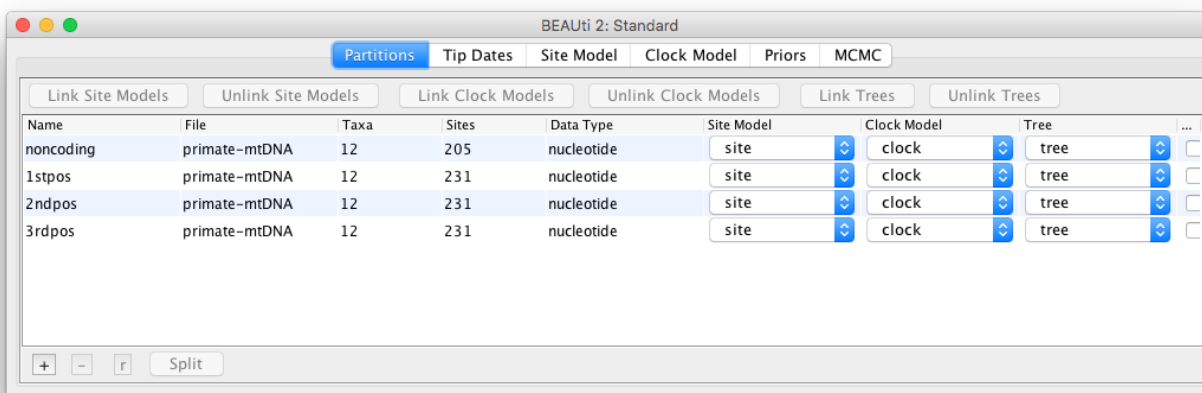 BEAUti 2: Standard
Partitions Tip Dates Site Model Clock Model Priors MCMC
Link Site Models Unlink Site Models Link Clock Models Unlink Clock Models Link Trees Unlink Trees
Name File Taxa Sites Data Type Site Model Clock Model Tree ...
noncoding primate-mtDNA 12 205 nucleotide site clock tree
1stpos primate-mtDNA 12 231 nucleotide site clock tree
2ndpos primate-mtDNA 12 231 nucleotide site clock tree
3rdpos primate-mtDNA 12 231 nucleotide site clock tree
+ - r Split